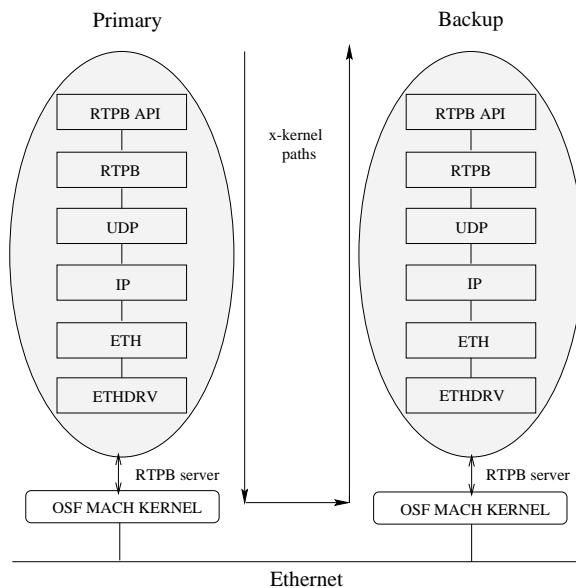 Primary
Backup
RTPB API
RTPB
UDP
IP
ETH
ETHDRV
RTPB server
OSF MACH KERNEL
x-kernel
paths
RTPB API
RTPB
UDP
IP
ETH
ETHDRV
RTPB server
OSF MACH KERNEL
Ethernet